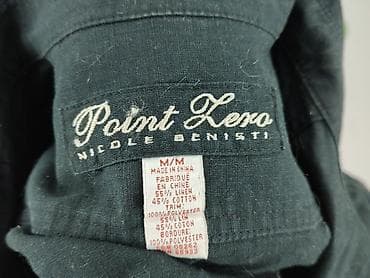 Point Zero
NICOLE BENISTI
M/M
MADE IN CHINA
FABRIQUE
EN CHINE
55% LINEN
45% COTTON
TRIM:
100% POLYESTER
55% LIN
45% COTON
BORDURE:
100% POLYESTER